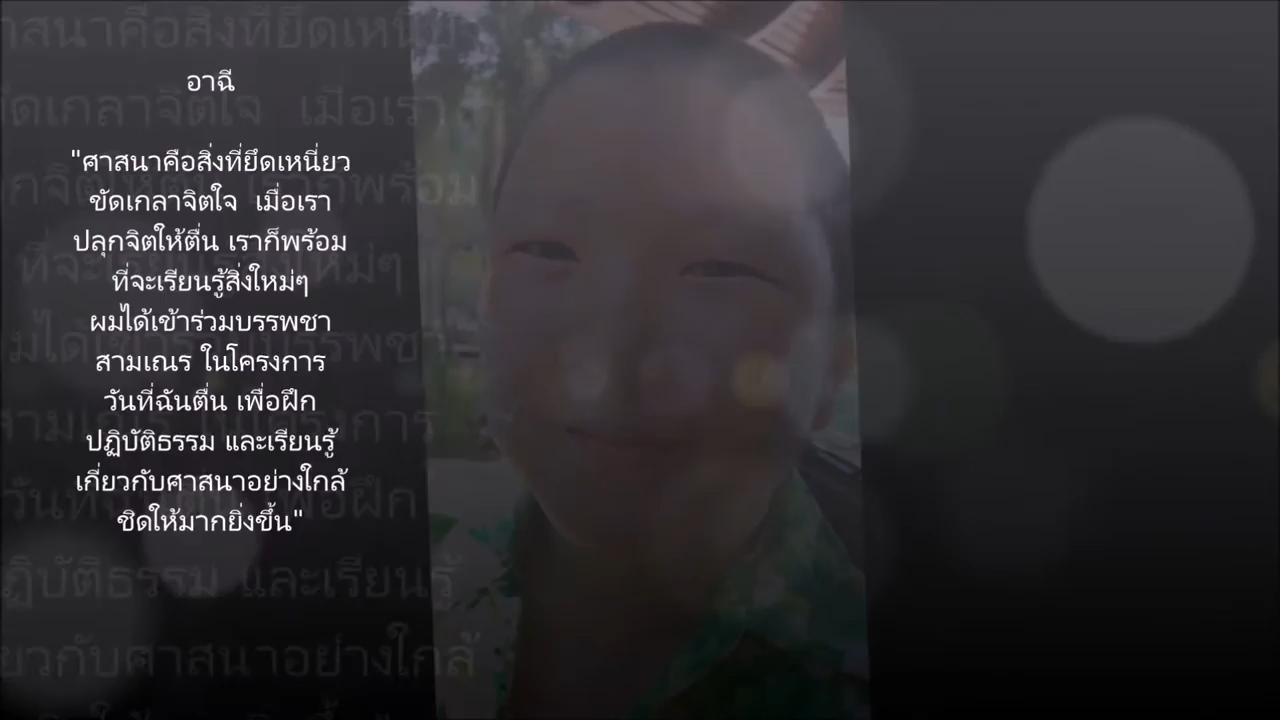 อาฉี
"ศาสนาคือสิ่งที่ยึดเหนี่ยว
ขัดเกลาจิตใจ เมื่อเรา
ปลุกจิตให้ตื่น เราก็พร้อม
ที่จะเรียนรู้สิ่งใหม่ๆ
ผมได้เข้าร่วมบรรพชา
สามเณร ในโครงการ
วันที่ฉันตื่น เพื่อฝึก
ปฏิบัติธรรม และเรียนรู้
เกี่ยวกับศาสนาอย่างใกล้
ชิดให้มากยิ่งขึ้น"